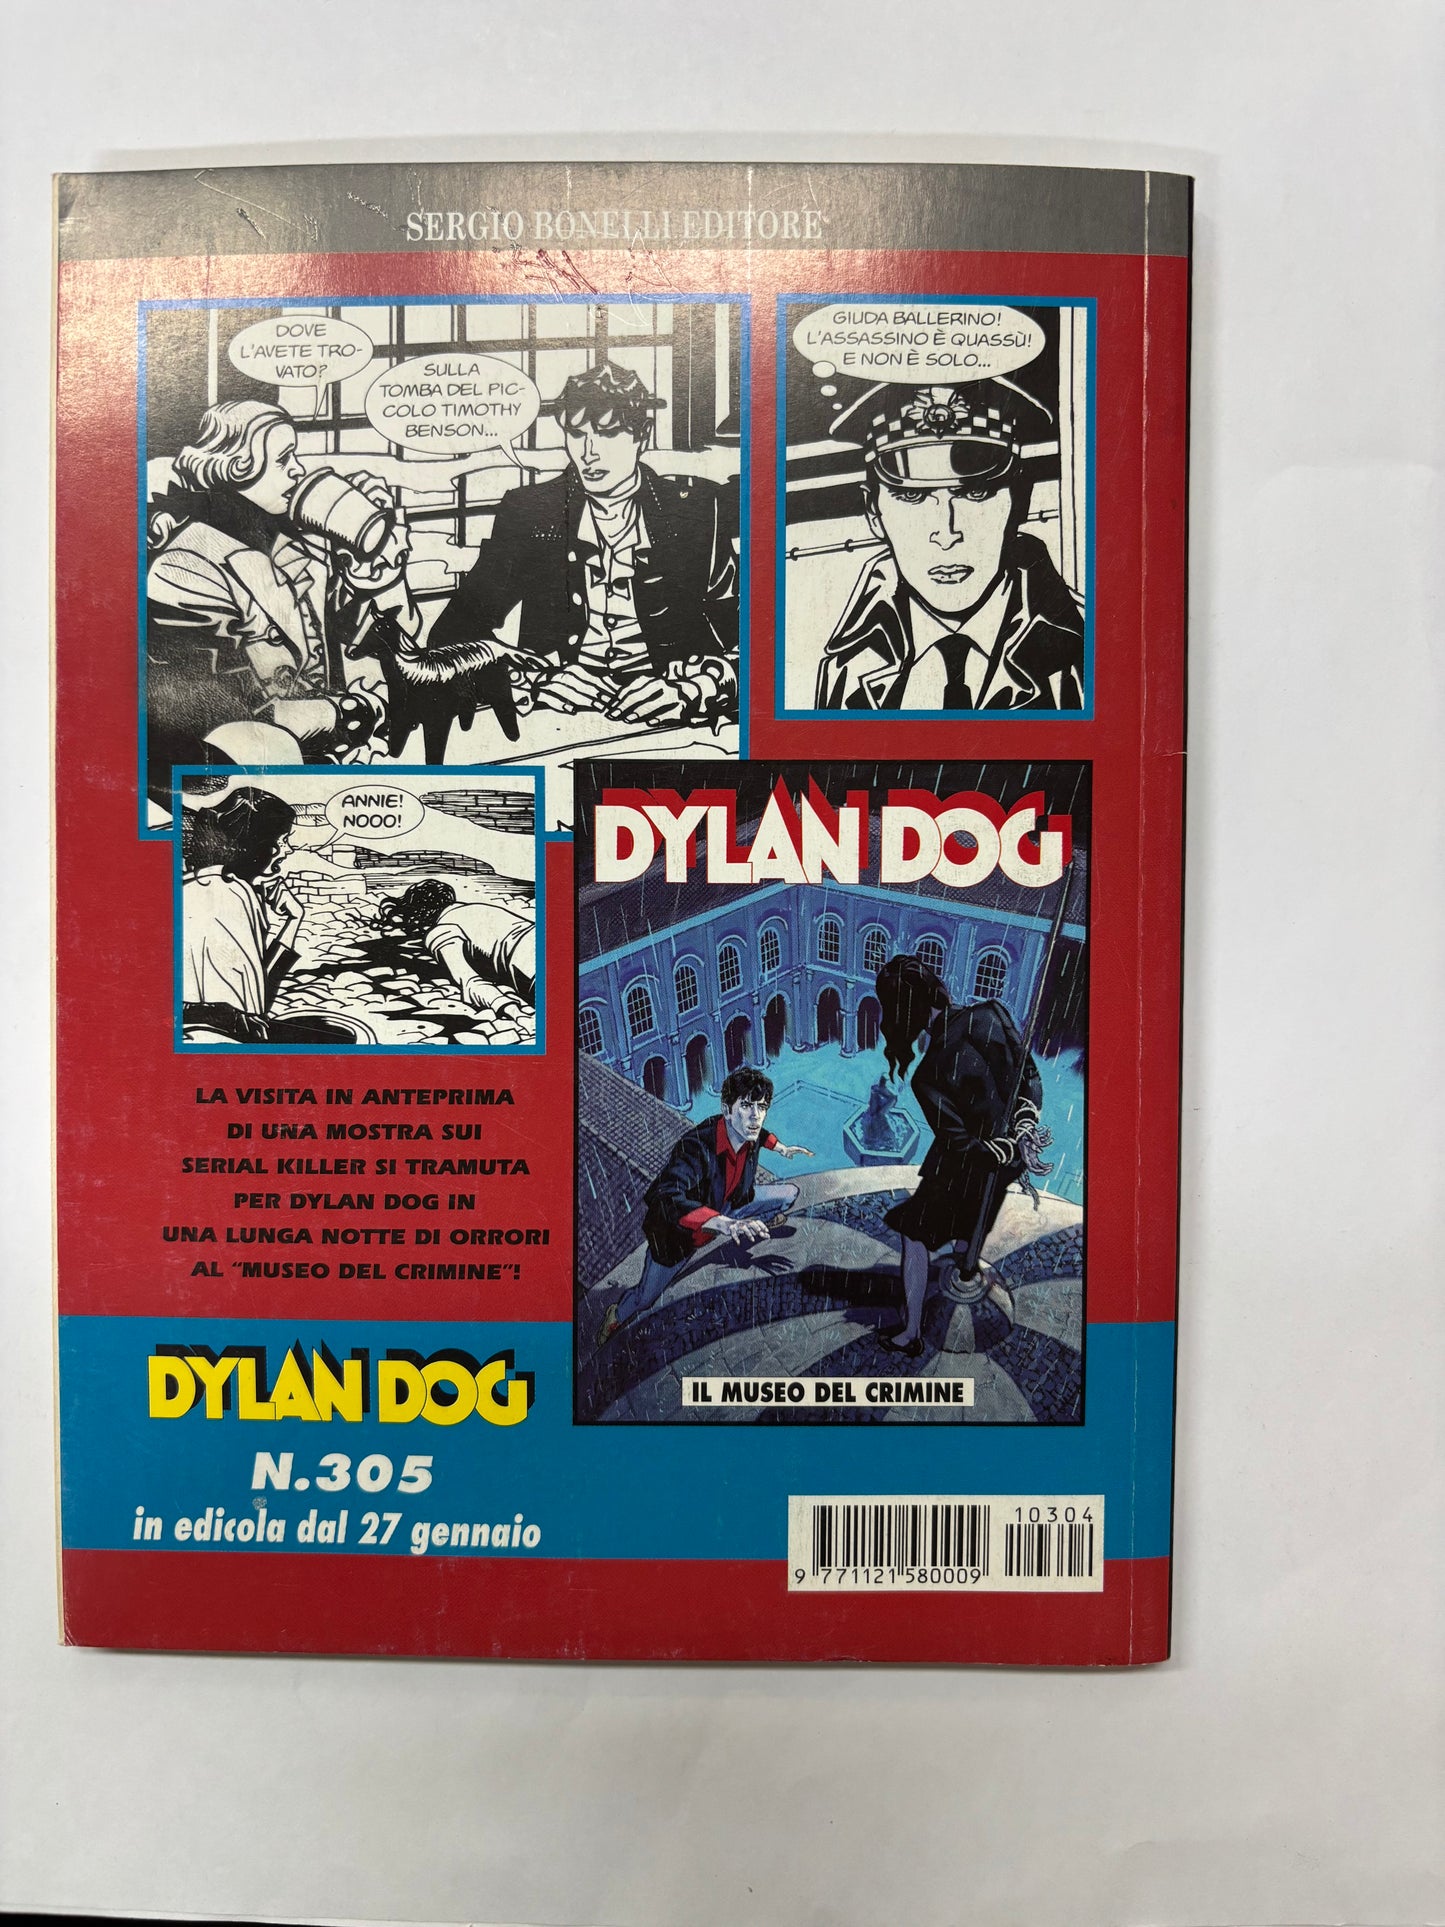 SERGIO BONELLI EDITORE
DOVE
L'AVETE TRO-
VATO?
SULLA
TOMBA DEL PIC-
COLO TIMOTHY
BENSON...
GIUDA BALLERINO!
L'ASSASSINO È QUASSÙ!
E NON È SOLO...
ANNIE!
NOOO!
DYLAN DOG
IL MUSEO DEL CRIMINE
LA VISITA IN ANTEPRIMA
DI UNA MOSTRA SUI
SERIAL KILLER SI TRAMUTA
PER DYLAN DOG IN
UNA LUNGA NOTTE DI ORRORI
AL "MUSEO DEL CRIMINE"!
DYLAN DOG
N.305
in edicola dal 27 gennaio
10304
9 771121 580009